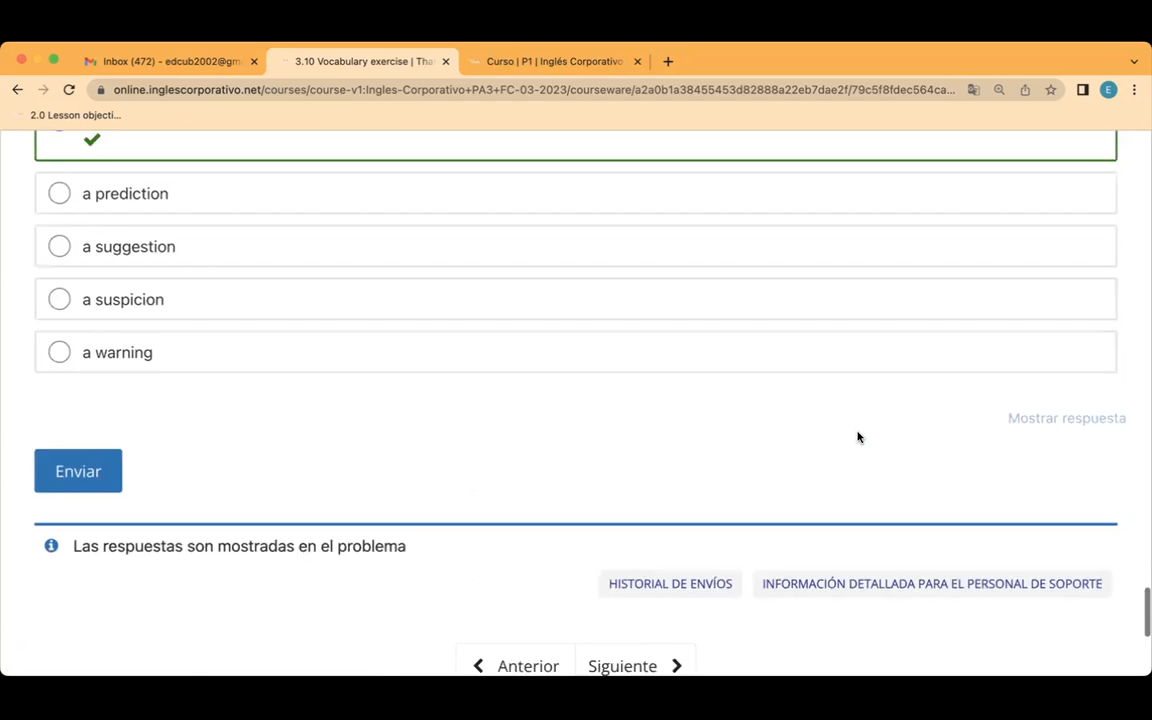 Inbox (472) - edcub2002@gm
3.10 Vocabulary exercise | Tha
Curso | P1 | Inglés Corporativo
online.inglescorporativo.net/courses/course-v1:Ingles-Corporativo+PA3+FC-03-2023/courseware/a2a0b1a38455453d82888a22eb7dae2f/79c5f8fdec564ca...
E
2.0 Lesson objecti...
a prediction
a suggestion
a suspicion
a warning
Mostrar respuesta
Enviar
Las respuestas son mostradas en el problema
HISTORIAL DE ENVÍOS
INFORMACIÓN DETALLADA PARA EL PERSONAL DE SOPORTE
Anterior
Siguiente